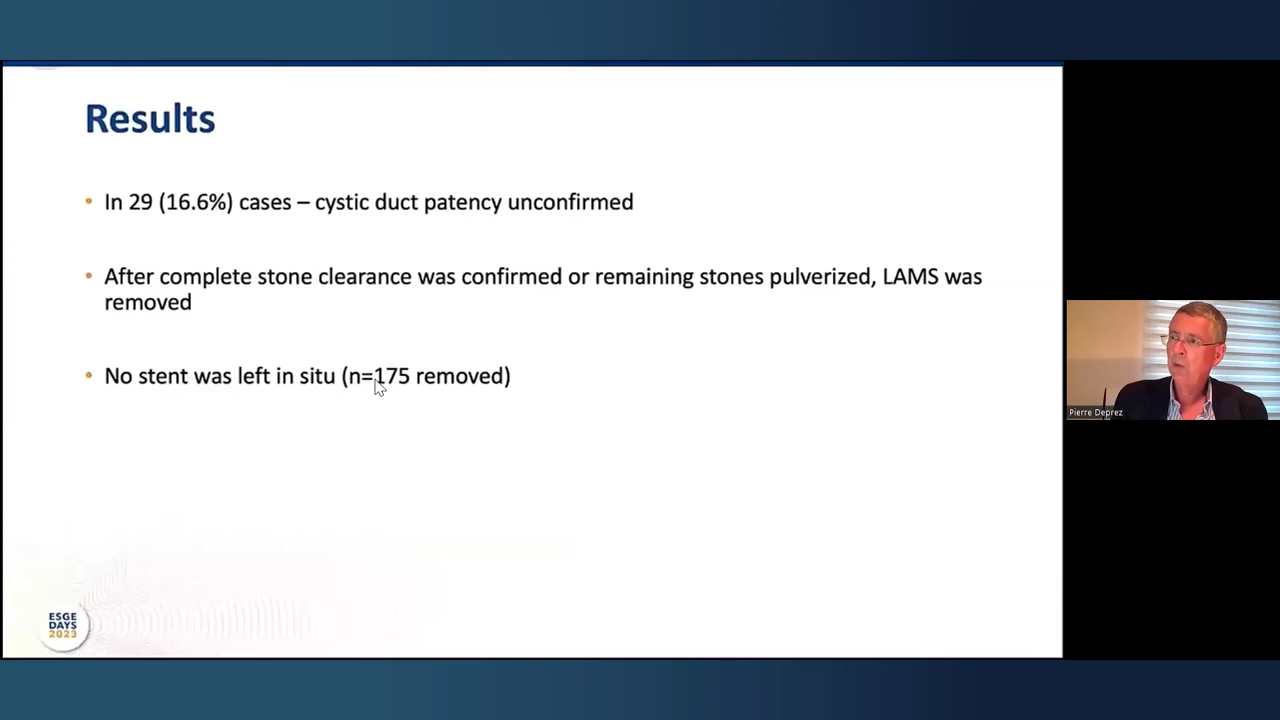 Results
• In 29 (16.6%) cases – cystic duct patency unconfirmed
• After complete stone clearance was confirmed or remaining stones pulverized, LAMS was
removed
• No stent was left in situ (n=175 removed)
Pierre Deprez
ESGE
DAYS
2023